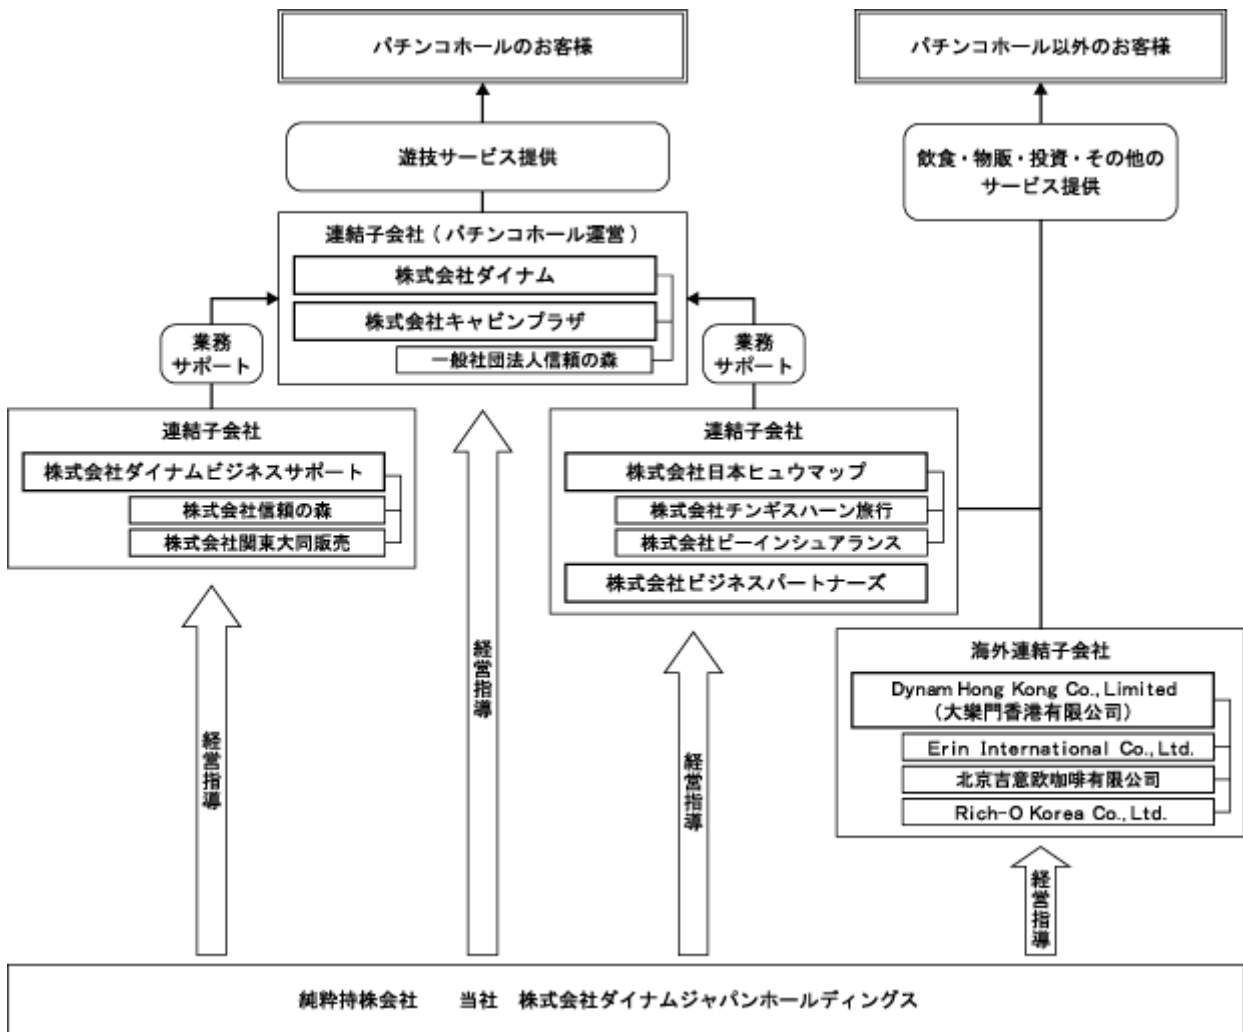 パチンコホールのお客様
パチンコホール以外のお客様
遊技サービス提供
飲食・物販・投資・その他の
サービス提供
連結子会社(パチンコホール運営)
株式会社ダイナム
株式会社キャビンプラザ
一般社団法人信頼の森
業務
サポート
業務
サポート
連結子会社
株式会社ダイナムビジネスサポート
株式会社信頼の森
株式会社関東大同販売
連結子会社
株式会社日本ヒュウマップ
株式会社チンギスハーン旅行
株式会社ビーインシュアランス
株式会社ビジネスパートナーズ
海外連結子会社
Dynam Hong Kong Co., Limited
(大樂門香港有限公司)
Erin International Co., Ltd.
北京吉意欧咖啡有限公司
Rich-O Korea Co., Ltd.
経営指導
経営指導
経営指導
経営指導
純粋持株会社 当社 株式会社ダイナムジャパンホールディングス